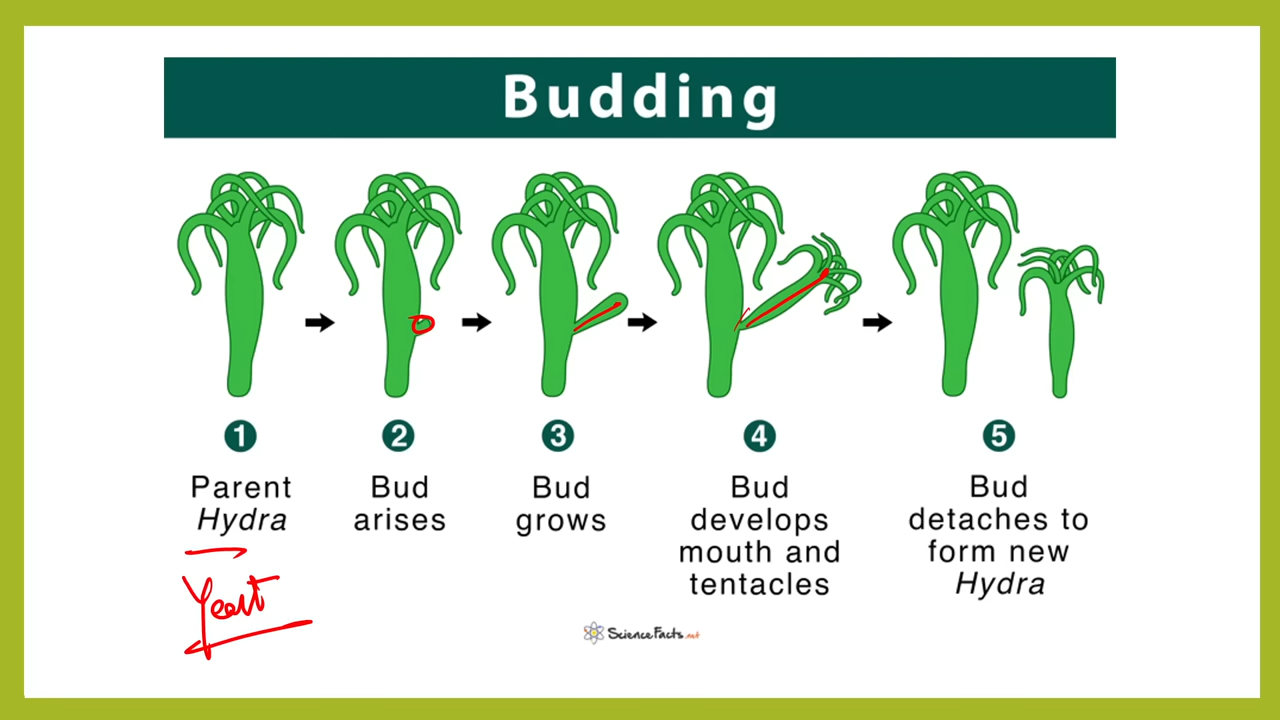 Budding
1
Parent
Hydra
2
Bud
arises
3
Bud
grows
4
Bud
develops
mouth and
tentacles
5
Bud
detaches to
form new
Hydra
Yeast
ScienceFacts.net